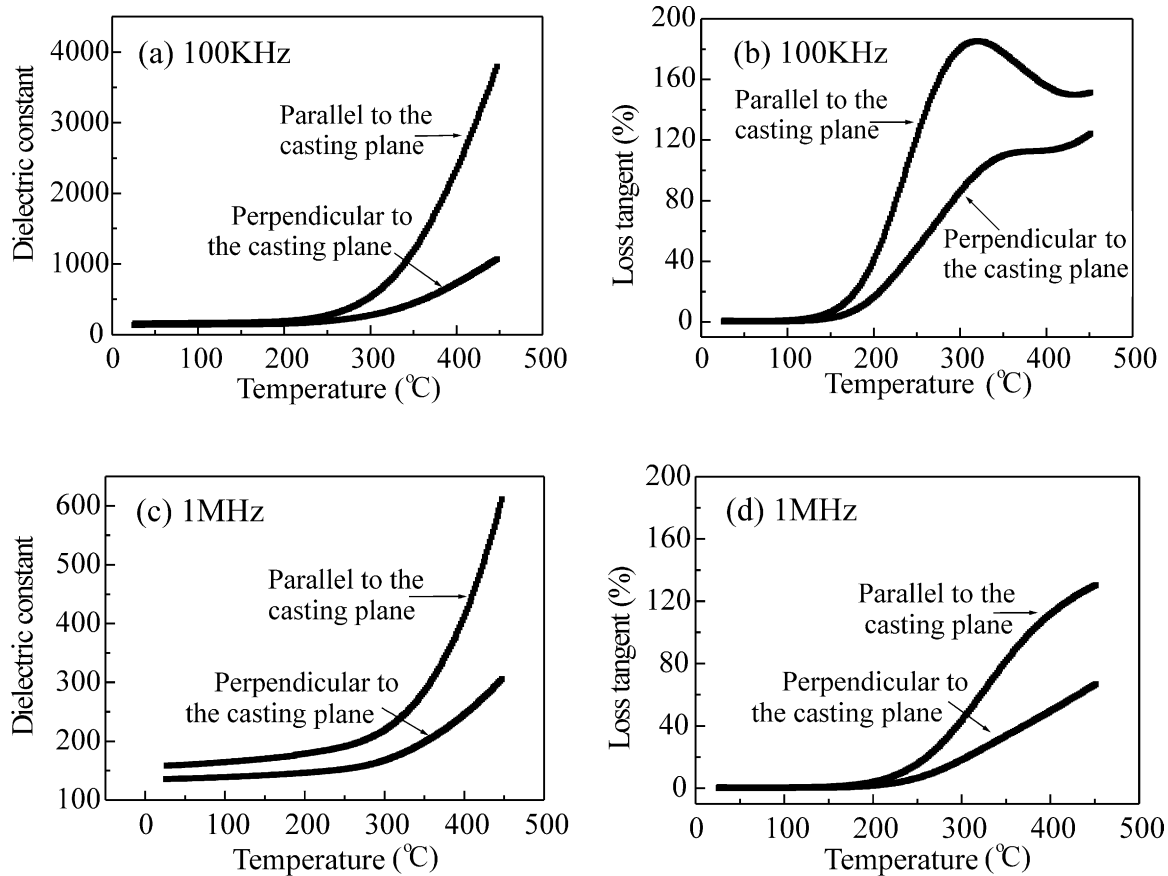 (a) 100KHz
4000
3000
2000
1000
0
Dielectric constant
Parallel to the
casting plane
Perpendicular to
the casting plane
0 100 200 300 400 500
Temperature (°C)
(b) 100KHz
200
160
120
80
40
0
Loss tangent (%)
Parallel to the
casting plane
Perpendicular to
the casting plane
0 100 200 300 400 500
Temperature (°C)
(c) 1MHz
600
500
400
300
200
100
Dielectric constant
Parallel to the
casting plane
Perpendicular to
the casting plane
0 100 200 300 400 500
Temperature (°C)
(d) 1MHz
200
160
120
80
40
0
Loss tangent (%)
Parallel to the
casting plane
Perpendicular to
the casting plane
0 100 200 300 400 500
Temperature (°C)